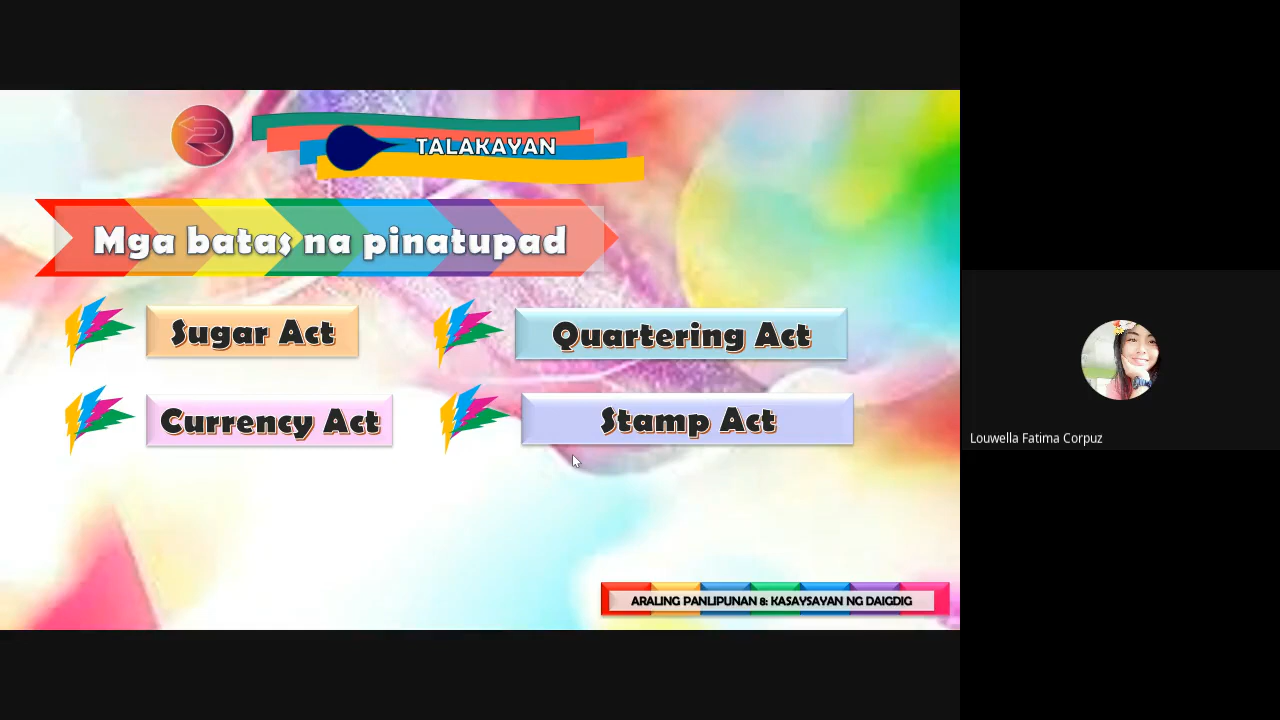 TALAKAYAN
Mga batas na pinatupad
Sugar Act
Quartering Act
Currency Act
Stamp Act
Louwella Fatima Corpuz
ARALING PANLIPUNAN 8: KASAYSAYAN NG DAIGDIG